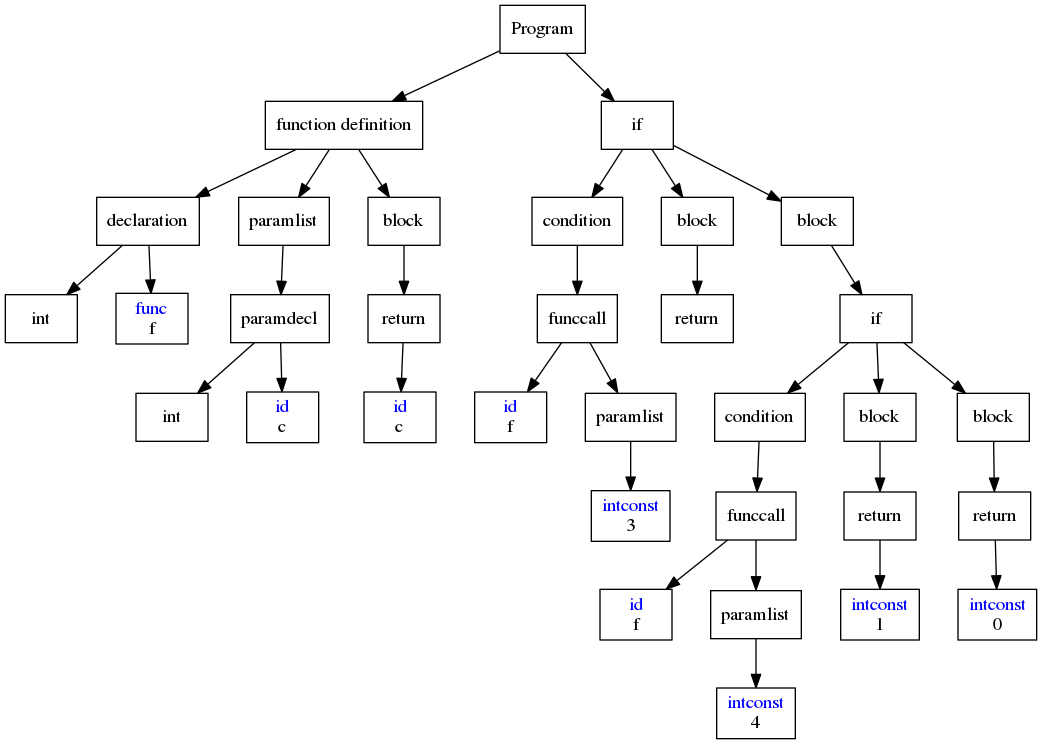 Program
function definition
if
declaration
paramlist
block
condition
block
block
int
func
f
paramdecl
return
funccall
return
if
int
id
c
id
c
id
f
paramlist
condition
block
block
intconst
3
funccall
return
return
id
f
paramlist
intconst
1
intconst
0
intconst
4